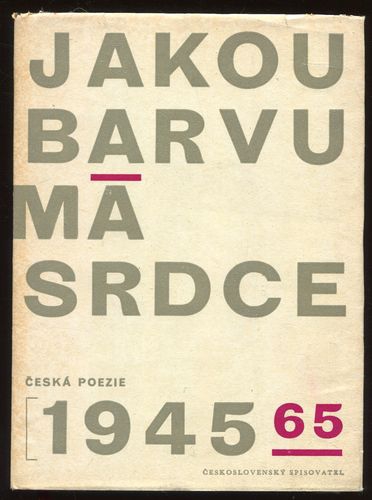 JAKOU
BARVU
MÁ
SRDCE
ČESKÁ POEZIE
[1945 65
ČESKOSLOVENSKÝ SPISOVATEL